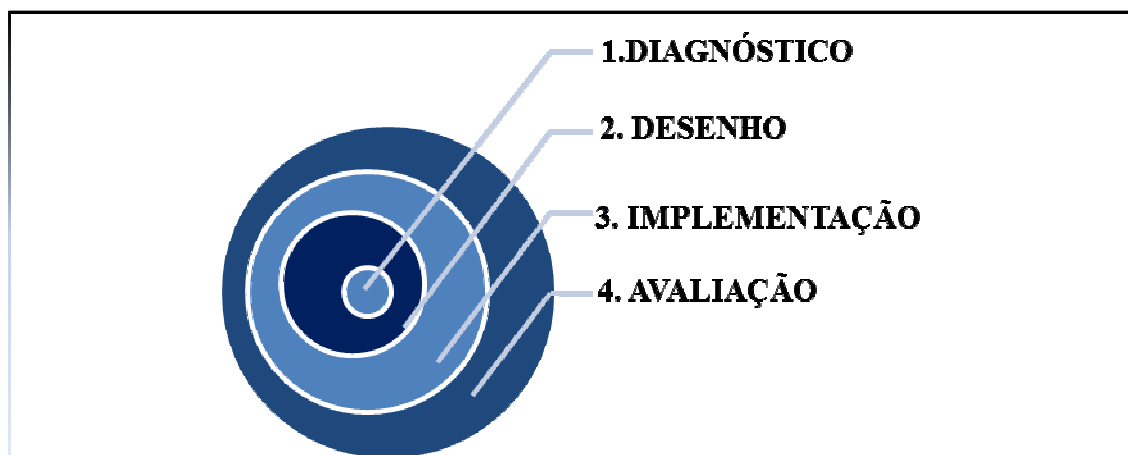 1.DIAGNÓSTICO
2. DESENHO
3. IMPLEMENTAÇÃO
4. AVALIAÇÃO